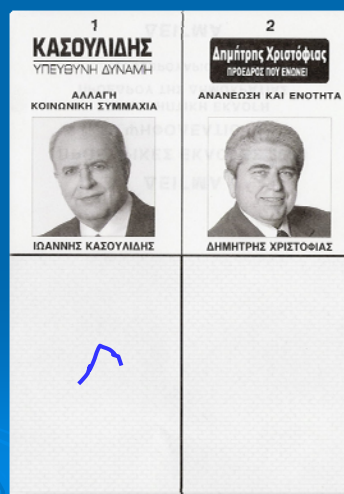 1
ΚΑΣΟΥΛΙΔΗΣ
ΥΠΕΥΘΥΝΗ ΔΥΝΑΜΗ
ΑΛΛΑΓΗ
ΚΟΙΝΩΝΙΚΗ ΣΥΜΜΑΧΙΑ
ΙΩΑΝΝΗΣ ΚΑΣΟΥΛΙΔΗΣ
2
Δημήτρης Χριστόφιας
ΠΡΟΕΔΡΟΣ ΠΟΥ ΕΝΩΝΕΙ
ΑΝΑΝΕΩΣΗ ΚΑΙ ΕΝΟΤΗΤΑ
ΔΗΜΗΤΡΗΣ ΧΡΙΣΤΟΦΙΑΣ